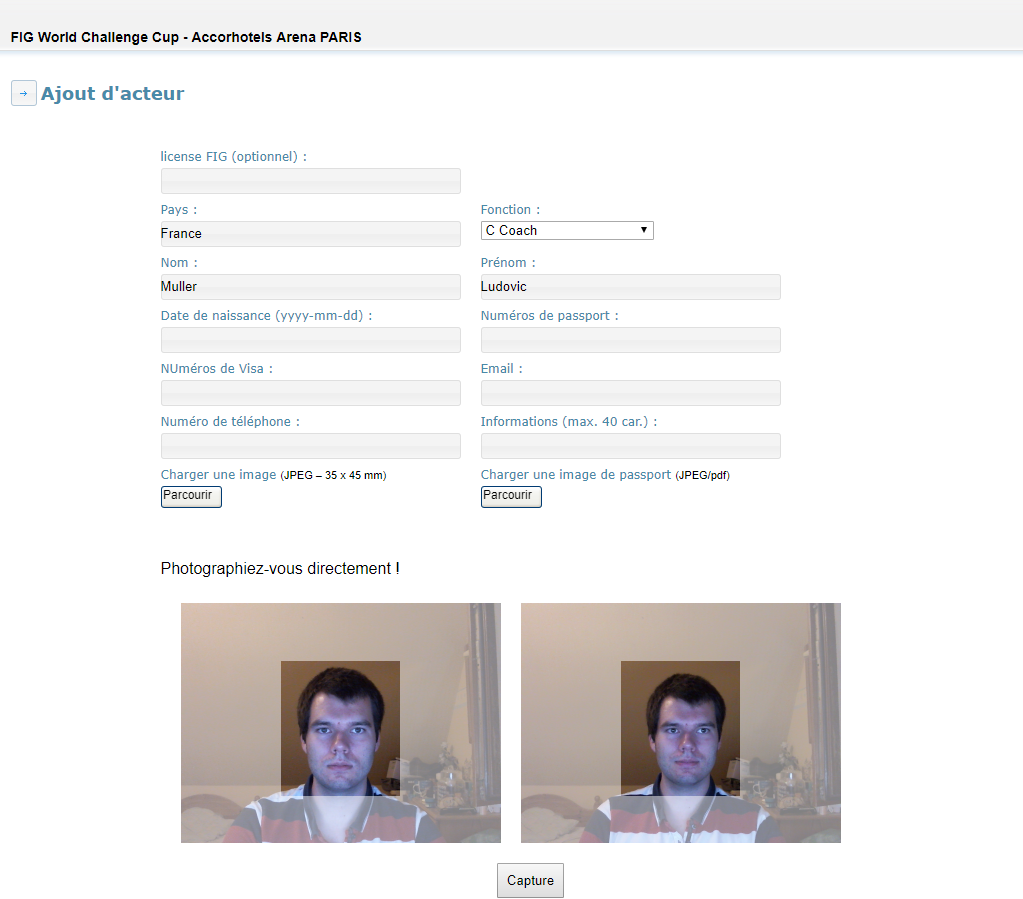 FIG World Challenge Cup - Accorhotels Arena PARIS
→ Ajout d'acteur
license FIG (optionnel) :
Pays : Fonction :
France C Coach ▼
Nom : Prénom :
Muller Ludovic
Date de naissance (yyyy-mm-dd) : Numéros de passport :
NUméros de Visa : Email :
Numéro de téléphone : Informations (max. 40 car.) :
Charger une image (JPEG – 35 x 45 mm) Charger une image de passport (JPEG/pdf)
Parcourir Parcourir
Photographiez-vous directement !
Capture